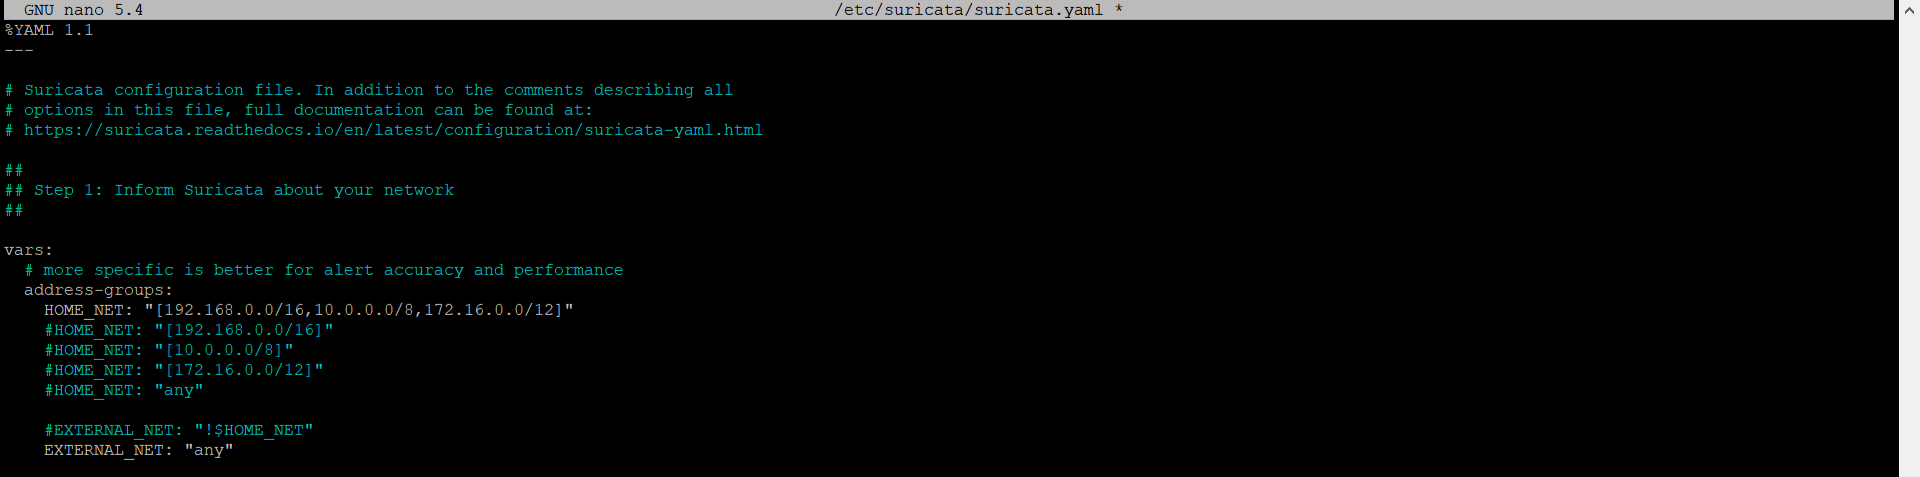 GNU nano 5.4 /etc/suricata/suricata.yaml *
%YAML 1.1
---
# Suricata configuration file. In addition to the comments describing all
# options in this file, full documentation can be found at:
# https://suricata.readthedocs.io/en/latest/configuration/suricata-yaml.html
##
## Step 1: Inform Suricata about your network
##
vars:
# more specific is better for alert accuracy and performance
address-groups:
HOME_NET: "[192.168.0.0/16,10.0.0.0/8,172.16.0.0/12]"
#HOME_NET: "[192.168.0.0/16]"
#HOME_NET: "[10.0.0.0/8]"
#HOME_NET: "[172.16.0.0/12]"
#HOME_NET: "any"
#EXTERNAL_NET: "!$HOME_NET"
EXTERNAL_NET: "any"